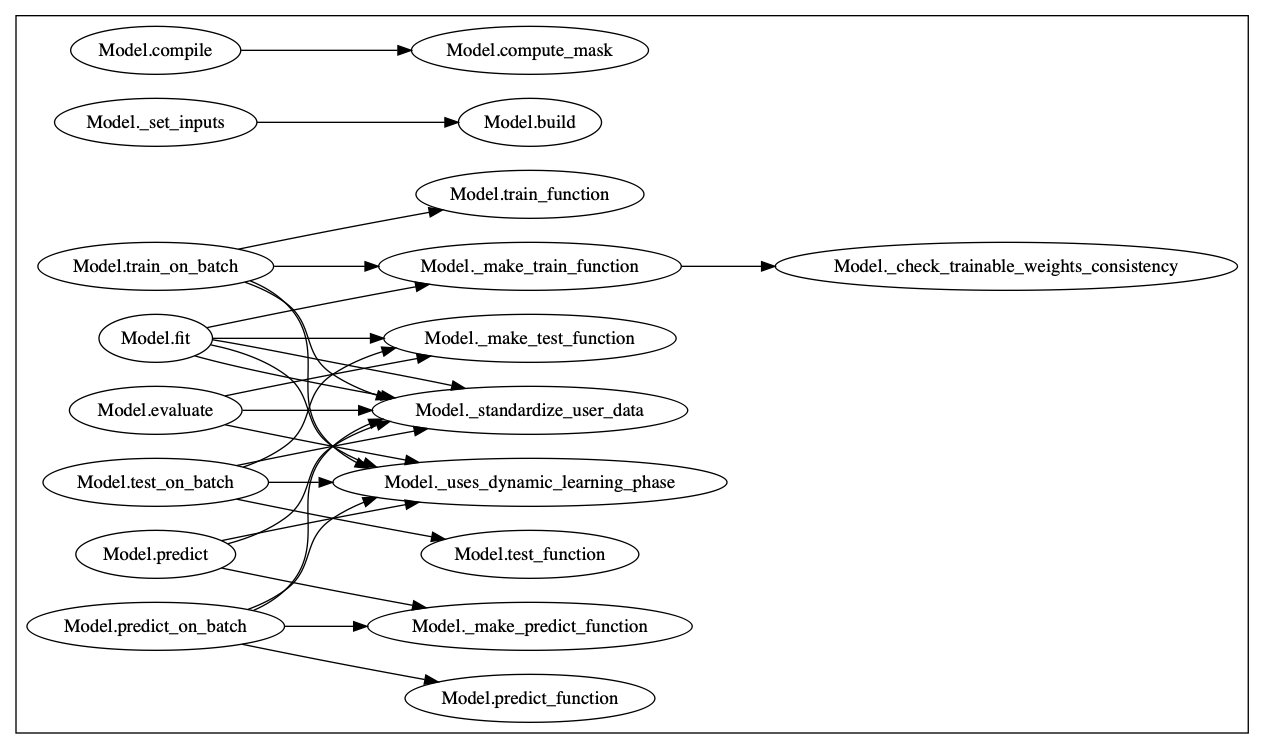 Model.compile
Model.compute_mask
Model._set_inputs
Model.build
Model.train_function
Model.train_on_batch
Model._make_train_function
Model._check_trainable_weights_consistency
Model.fit
Model._make_test_function
Model.evaluate
Model._standardize_user_data
Model.test_on_batch
Model._uses_dynamic_learning_phase
Model.predict
Model.test_function
Model.predict_on_batch
Model._make_predict_function
Model.predict_function